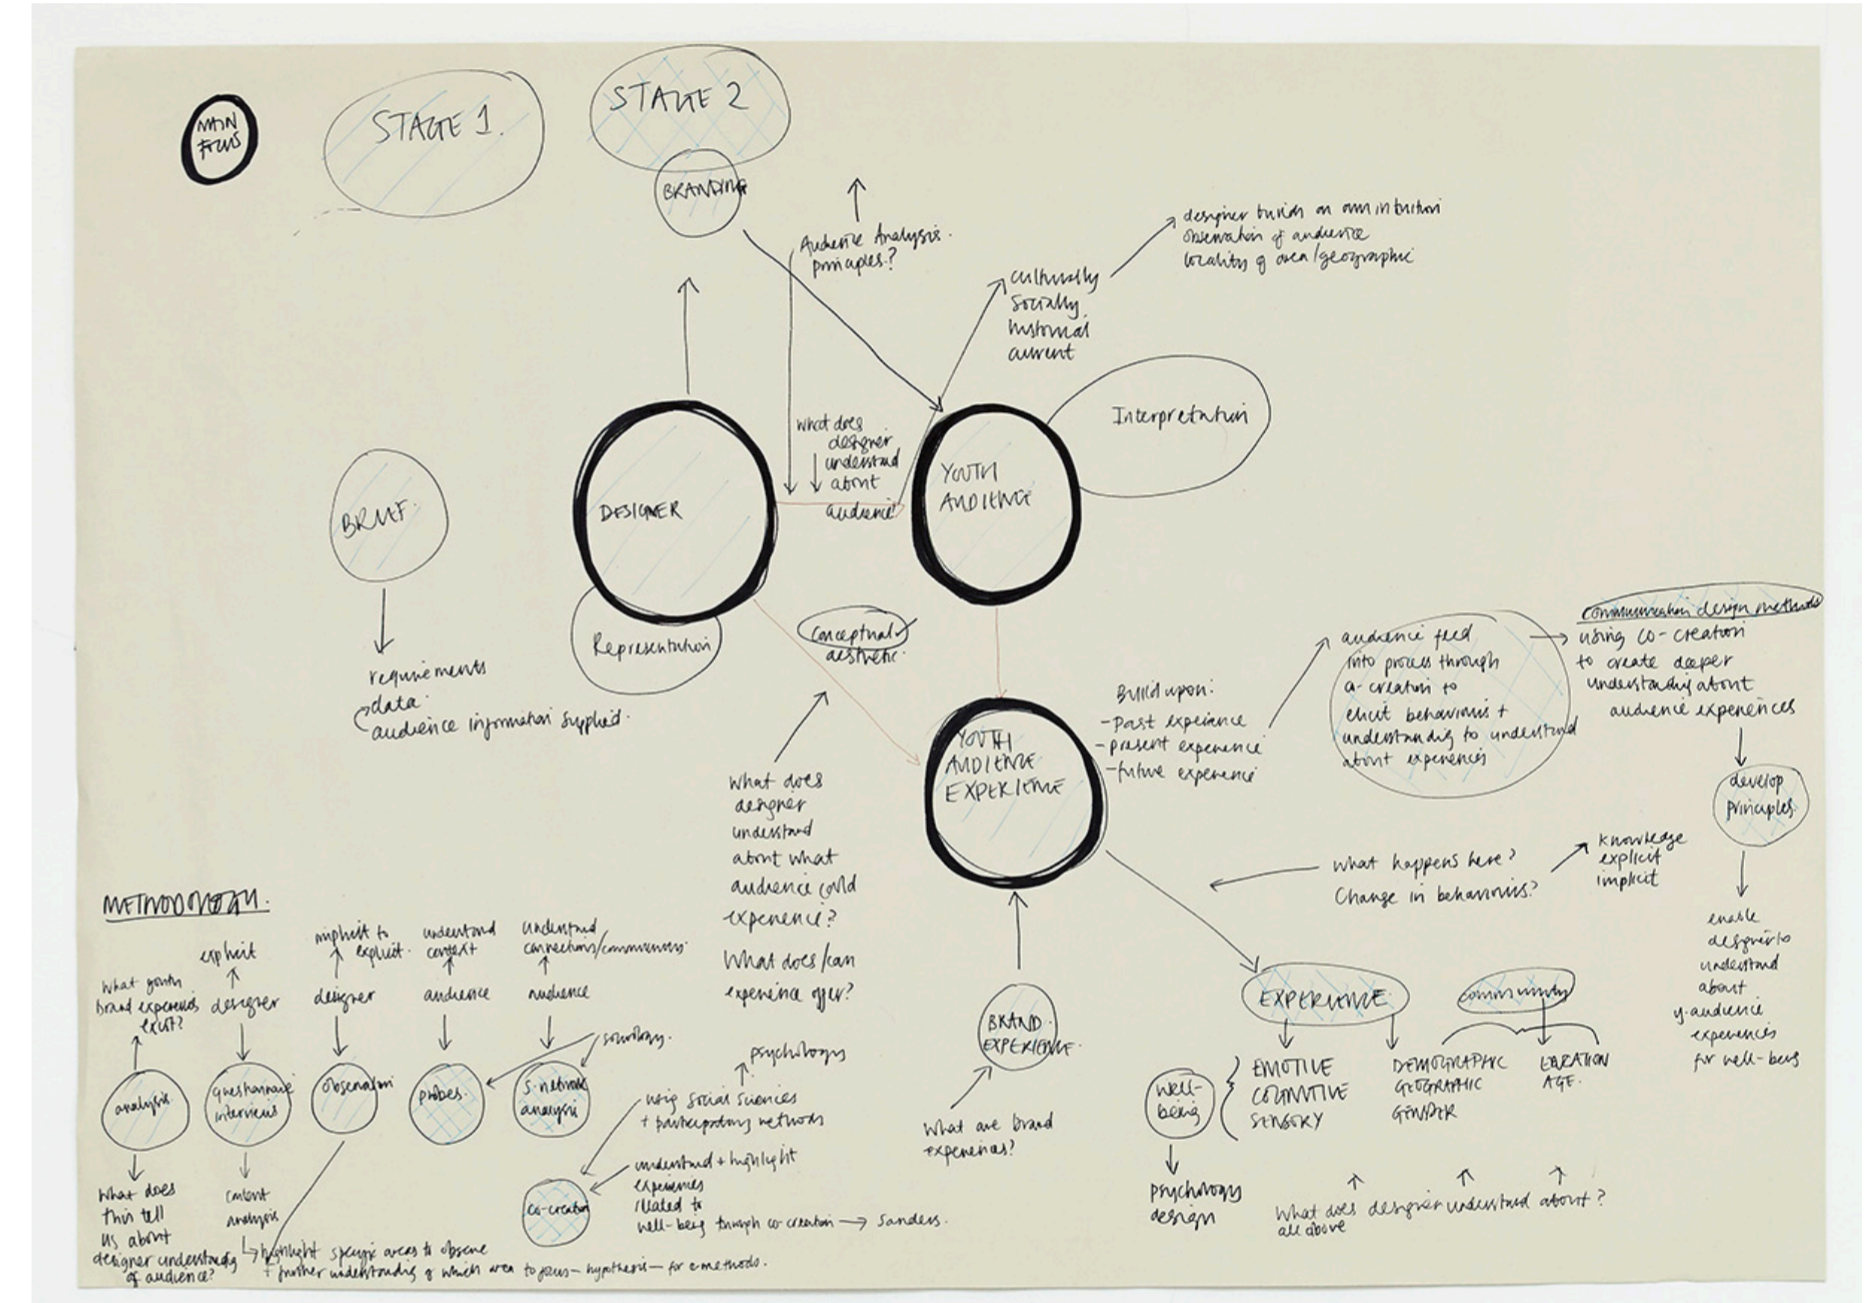 MAIN
FOCUS
STAGE 1.
STAGE 2
BRANDING
Audience Analysis.
principles?
culturally
socially
historical
current
designer builds on own intuition
observation of audience
locality of area/geographic
Interpretation
What does
designer
understand
about
audience?
YOUTH
AUDIENCE
DESIGNER
BRIEF.
Representation
requirements
data.
audience information supplied.
conceptual
aesthetic.
YOUTH
AUDIENCE
EXPERIENCE
Build upon:
- past experience
- present experience
- future experience
audience feed
into process through
co-creation to
elicit behaviours +
understanding to understand
about experiences
communication design methods
using co-creation
to create deeper
understanding about
audience experiences
develop
principles.
enable
designer to
understand
about
y.audience
experiences
for well-being
What happens here?
Change in behaviours?
knowledge
explicit
implicit
What does
designer
understand
about what
audience could
experience?
What does/can
experience offer?
BRAND
EXPERIENCE.
What are brand
experiences?
EXPERIENCE.
community
well-
being
EMOTIVE
COGNITIVE
SENSORY
DEMOGRAPHIC
GEOGRAPHIC
GENDER
AGE.
psychology
design
What does designer understand about?
all above
METHODOLOGY.
What youth
brand experiences
exist?
explicit
designer
implicit to
explicit.
designer
understand
context
audience
understand
connections/communities.
audience
sociology.
analysis.
questionnaire
interviews
observation
probes.
S. network
analysis
What does
this tell
us about
designer understanding
of audience?
content
analysis
highlight specific areas to observe
+ further understanding of which area to focus - hypothesis - for c methods.
psychology
using social sciences
+ participatory methods
understand + highlight
experiences
related to
well-being through co-creation → Sanders.
co-creation